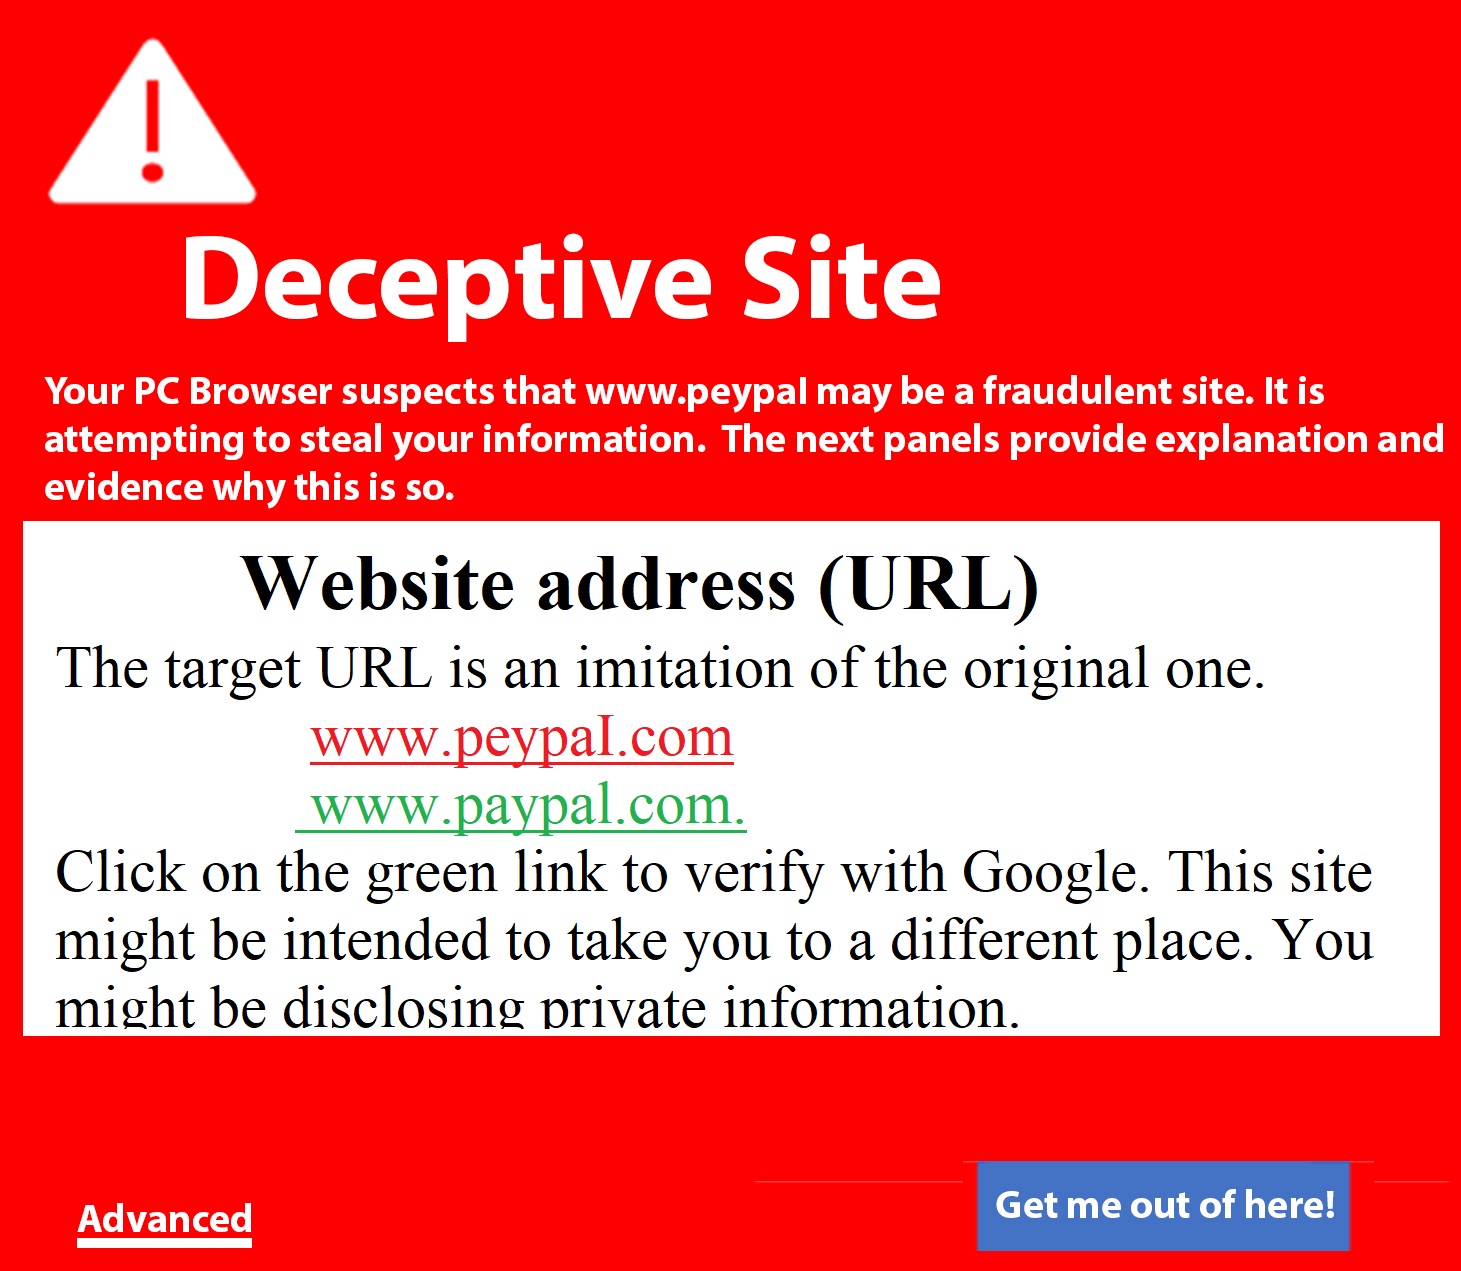 Deceptive Site
Your PC Browser suspects that www.peypaI may be a fraudulent site. It is
attempting to steal your information.  The next panels provide explanation and
evidence why this is so.
Website address (URL)
The target URL is an imitation of the original one.
www.peypaI.com
www.paypal.com.
Click on the green link to verify with Google. This site
might be intended to take you to a different place. You
might be disclosing private information.
Advanced
Get me out of here!